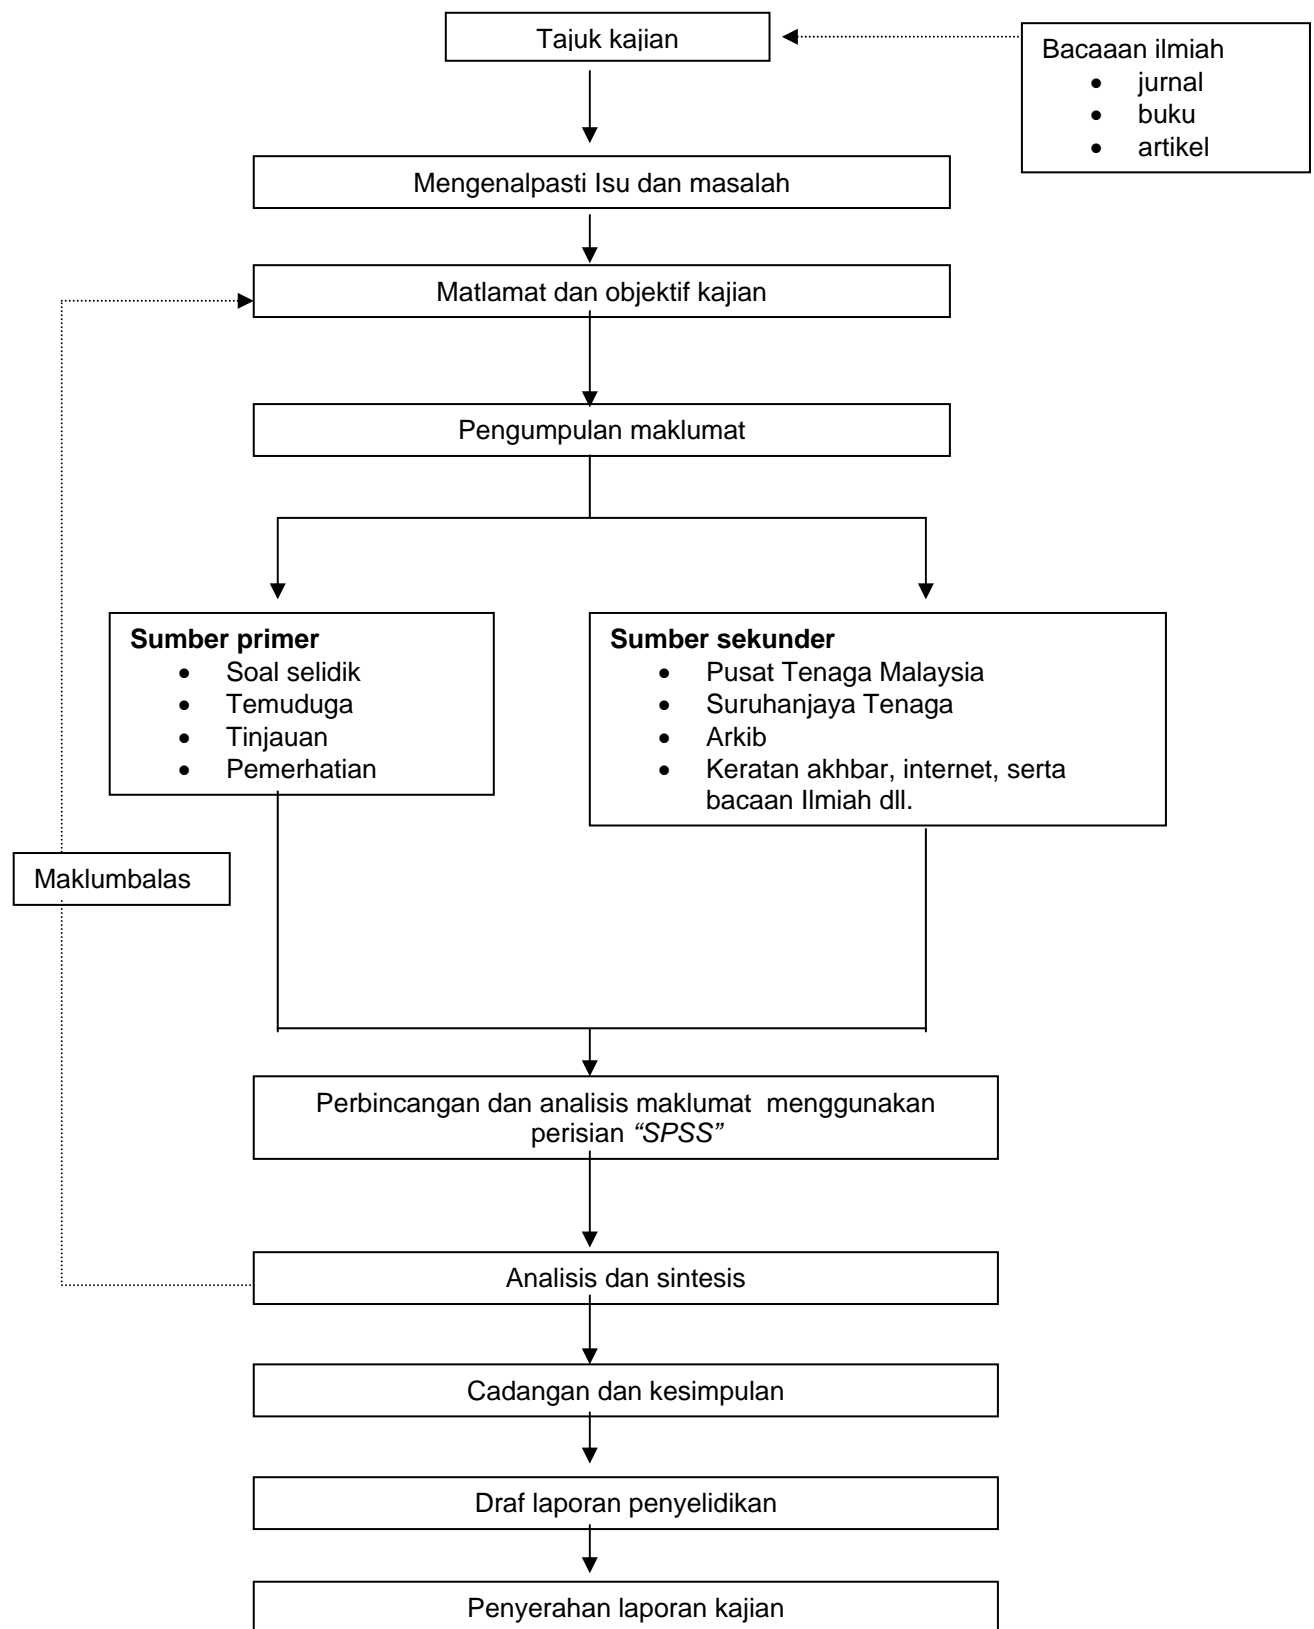 Tajuk kajian
Bacaaan ilmiah
• jurnal
• buku
• artikel
Mengenalpasti Isu dan masalah
Matlamat dan objektif kajian
Pengumpulan maklumat
Sumber primer
• Soal selidik
• Temuduga
• Tinjauan
• Pemerhatian
Sumber sekunder
• Pusat Tenaga Malaysia
• Suruhanjaya Tenaga
• Arkib
• Keratan akhbar, internet, serta
bacaan Ilmiah dll.
Maklumbalas
Perbincangan dan analisis maklumat menggunakan
perisian “SPSS”
Analisis dan sintesis
Cadangan dan kesimpulan
Draf laporan penyelidikan
Penyerahan laporan kajian